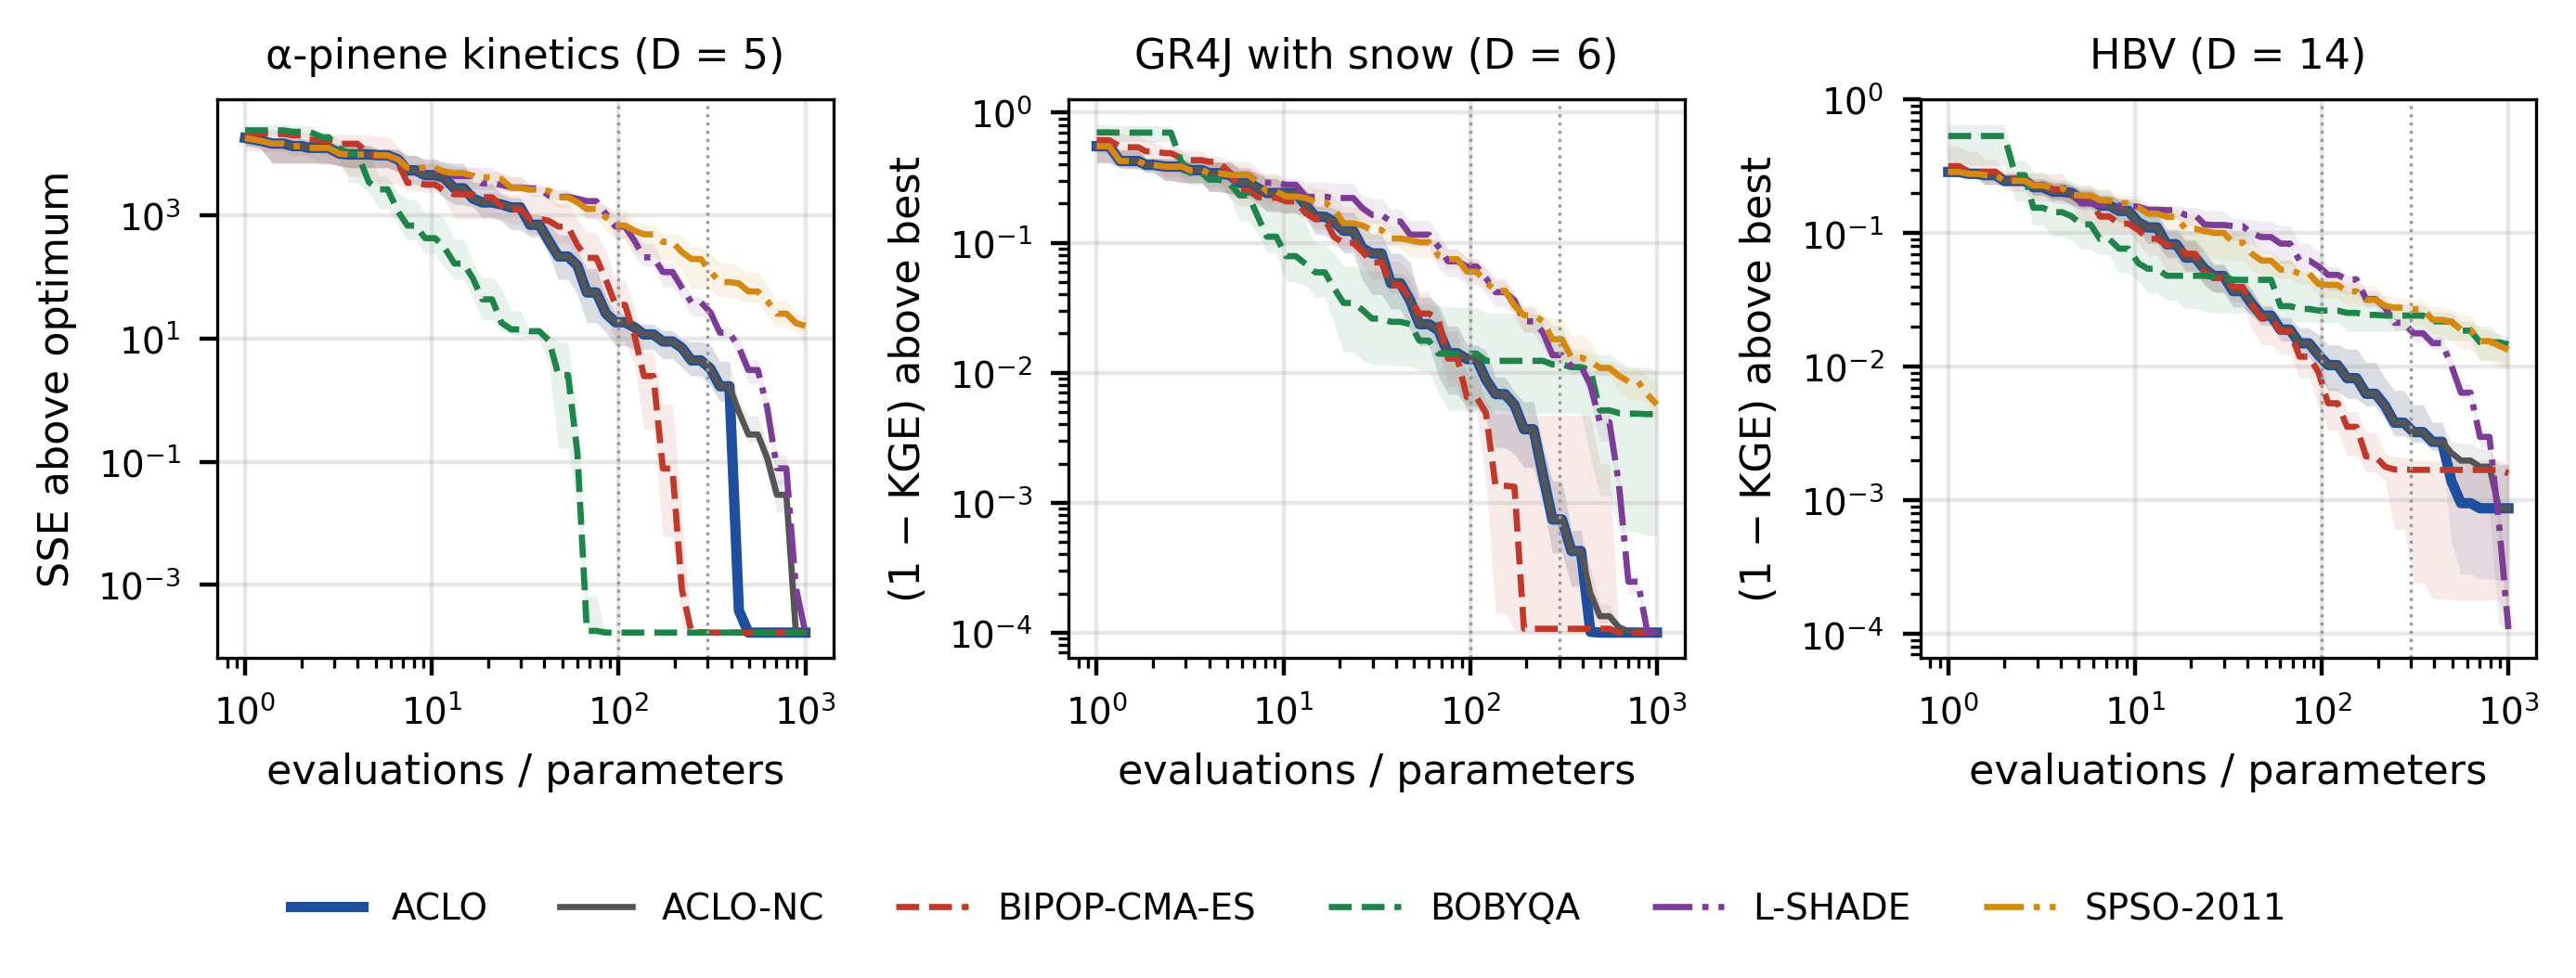 α-pinene kinetics (D = 5)
GR4J with snow (D = 6)
HBV (D = 14)
SSE above optimum
10³
10¹
10⁻¹
10⁻³
10⁰ 10¹ 10² 10³
evaluations / parameters
(1 − KGE) above best
10⁰
10⁻¹
10⁻²
10⁻³
10⁻⁴
10⁰ 10¹ 10² 10³
evaluations / parameters
(1 − KGE) above best
10⁰
10⁻¹
10⁻²
10⁻³
10⁻⁴
10⁰ 10¹ 10² 10³
evaluations / parameters
ACLO ACLO-NC BIPOP-CMA-ES BOBYQA L-SHADE SPSO-2011